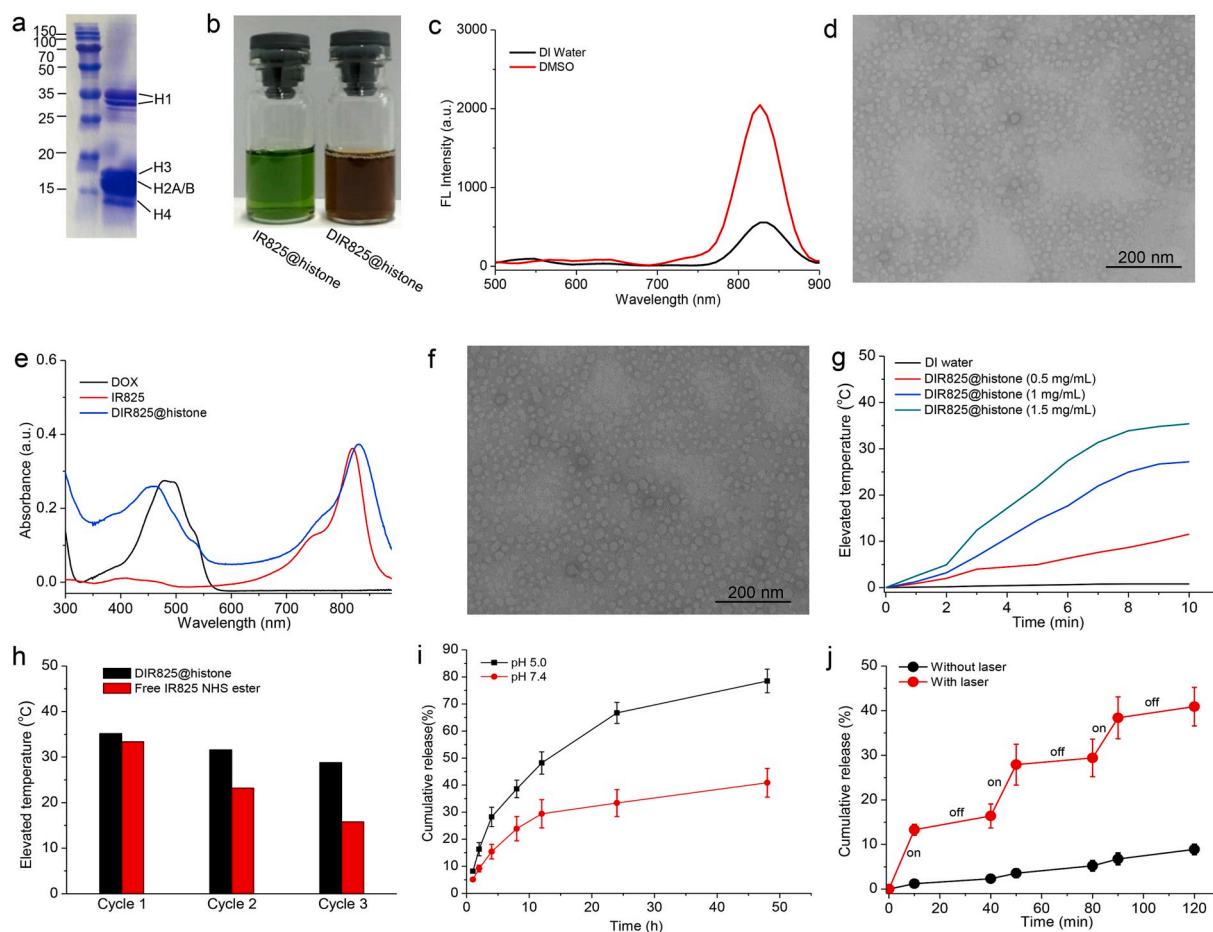 a
150
100
70
50
35
25
20
15
H1
H3
H2A/B
H4
b
IR825@histone
DIR825@histone
c
DI Water
DMSO
FL Intensity (a.u.)
3000
2000
1000
0
500 600 700 800 900
Wavelength (nm)
d
200 nm
e
DOX
IR825
DIR825@histone
Absorbance (a.u.)
0.6
0.4
0.2
0.0
300 400 500 600 700 800
Wavelength (nm)
f
200 nm
g
DI water
DIR825@histone (0.5 mg/mL)
DIR825@histone (1 mg/mL)
DIR825@histone (1.5 mg/mL)
Elevated temperature (°C)
50
40
30
20
10
0
0 2 4 6 8 10
Time (min)
h
DIR825@histone
Free IR825 NHS ester
Elevated temperature (°C)
50
40
30
20
10
0
Cycle 1 Cycle 2 Cycle 3
i
pH 5.0
pH 7.4
Cumulative release(%)
90
80
70
60
50
40
30
20
10
0
0 10 20 30 40 50
Time (h)
j
Without laser
With laser
Cumulative release (%)
50
40
30
20
10
0
on
off
on
off
on
off
0 20 40 60 80 100 120
Time (min)